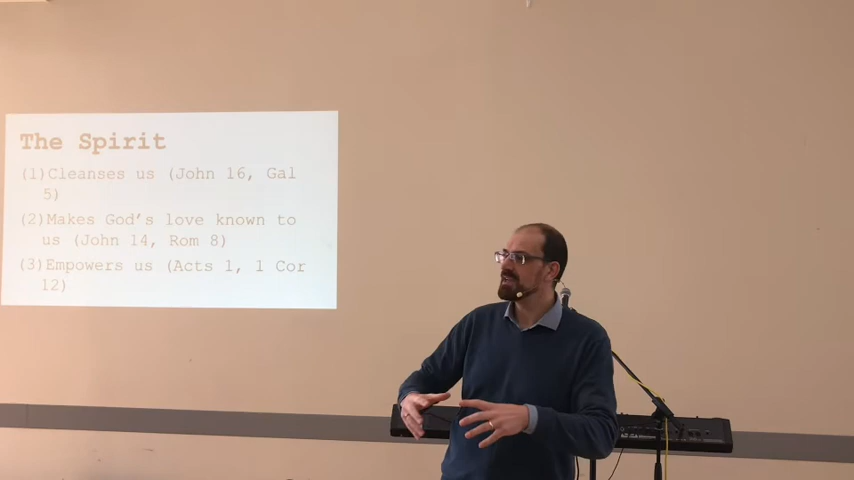 The Spirit
(1)Cleanses us (John 16, Gal
5)
(2)Makes God's love known to
us (John 14, Rom 8)
(3)Empowers us (Acts 1, 1 Cor
12)